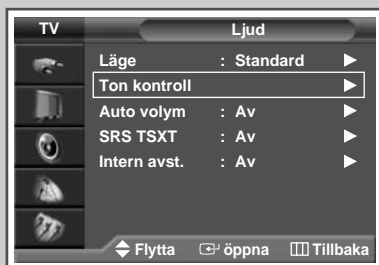 TV Ljud
Läge : Standard
Ton kontroll
Auto volym : Av
SRS TSXT : Av
Intern avst. : Av
Flytta öppna Tillbaka